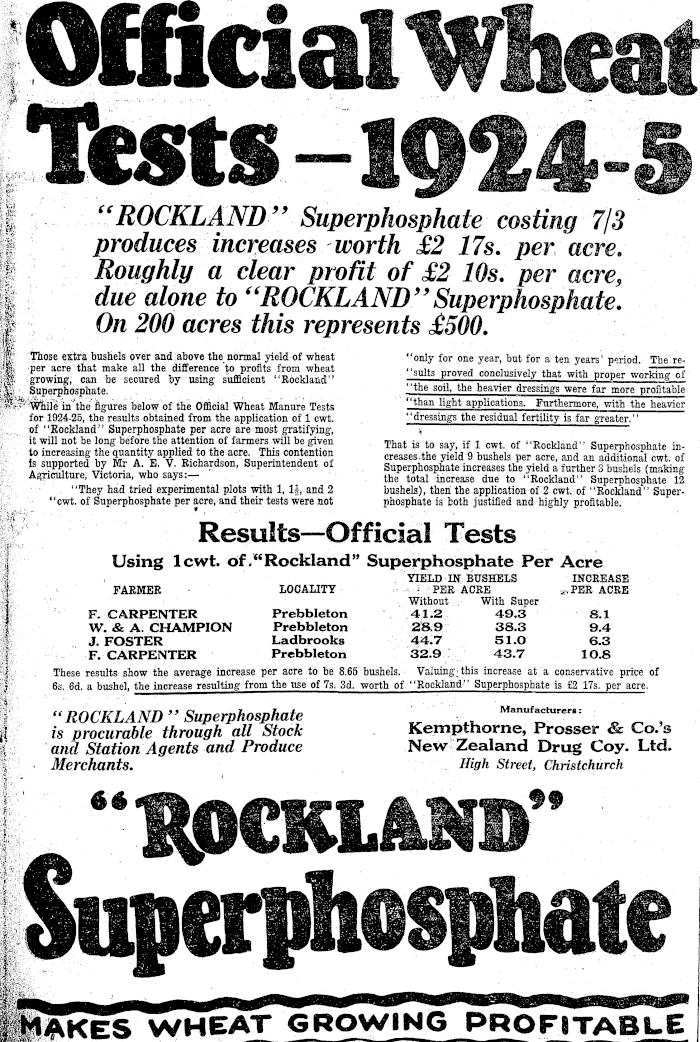 Official Wheat
Tests — 1924-5
"ROCKLAND" Superphosphate costing 7/3
produces increases worth £2 17s. per acre.
Roughly a clear profit of £2 10s. per acre,
due alone to "ROCKLAND" Superphosphate.
On 200 acres this represents £500.
Those extra bushels over and above the normal yield of wheat
per acre that make all the difference to profits from wheat
growing, can be secured by using sufficient "Rockland"
Superphosphate.
While in the figures below of the Official Wheat Manure Tests
for 1924-25, the results obtained from the application of 1 cwt.
of "Rockland" Superphosphate per acre are most gratifying,
it will not be long before the attention of farmers will be given
to increasing the quantity applied to the acre. This contention
is supported by Mr A. E. V. Richardson, Superintendent of
Agriculture, Victoria, who says:—
"They had tried experimental plots with 1, 1½, and 2
"cwt. of Superphosphate per acre, and their tests were not
"only for one year, but for a ten years' period. The re-
"sults proved conclusively that with proper working of
"the soil, the heavier dressings were far more profitable
"than light applications. Furthermore, with the heavier
"dressings the residual fertility is far greater."
That is to say, if 1 cwt. of "Rockland" Superphosphate in-
creases the yield 9 bushels per acre, and an additional cwt. of
Superphosphate increases the yield a further 3 bushels (making
the total increase due to "Rockland" Superphosphate 12
bushels), then the application of 2 cwt. of "Rockland" Super-
phosphate is both justified and highly profitable.
Results—Official Tests
Using 1cwt. of "Rockland" Superphosphate Per Acre
FARMER LOCALITY YIELD IN BUSHELS PER ACRE INCREASE PER ACRE
Without With Super
F. CARPENTER Prebbleton 41.2 49.3 8.1
W. & A. CHAMPION Prebbleton 28.9 38.3 9.4
J. FOSTER Ladbrooks 44.7 51.0 6.3
F. CARPENTER Prebbleton 32.9 43.7 10.8
These results show the average increase per acre to be 8.65 bushels. Valuing this increase at a conservative price of
6s. 6d. a bushel, the increase resulting from the use of 7s. 3d. worth of "Rockland" Superphosphate is £2 17s. per acre.
"ROCKLAND" Superphosphate
is procurable through all Stock
and Station Agents and Produce
Merchants.
Manufacturers:
Kempthorne, Prosser & Co.'s
New Zealand Drug Coy. Ltd.
High Street, Christchurch
"ROCKLAND"
Superphosphate
MAKES WHEAT GROWING PROFITABLE